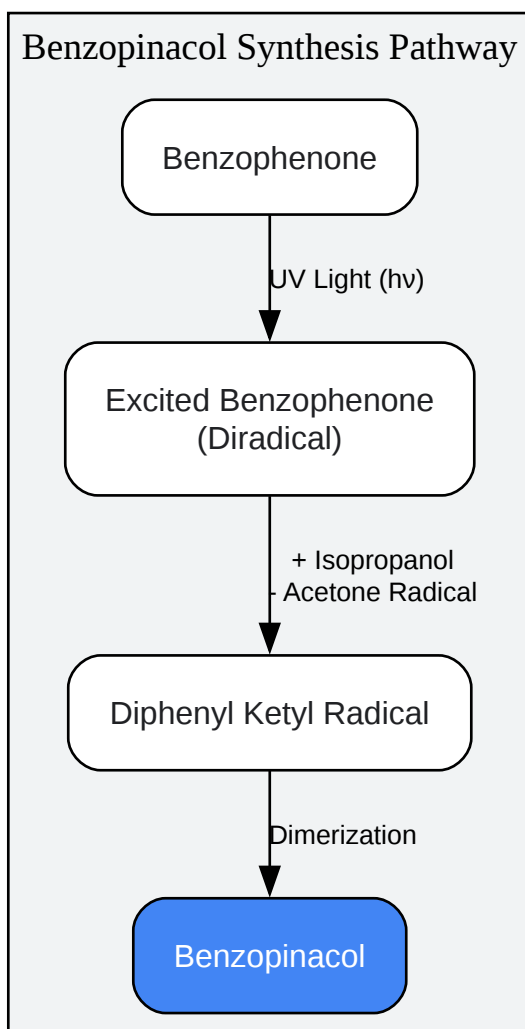 Benzopinacol Synthesis Pathway
Benzophenone
UV Light (hν)
Excited Benzophenone
(Diradical)
+ Isopropanol
- Acetone Radical
Diphenyl Ketyl Radical
Dimerization
Benzopinacol